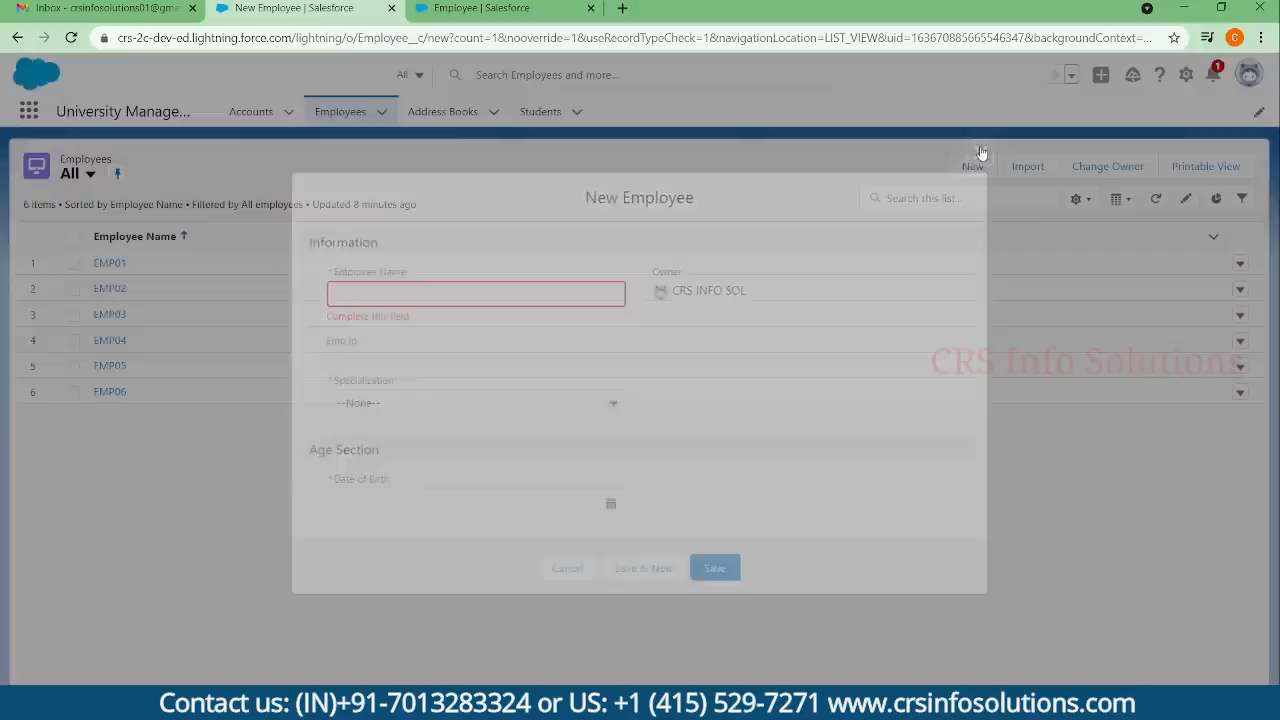 Inbox - crsinfosolutions01@gma
New Employee | Salesforce
Employee | Salesforce
crs-2c-dev-ed.lightning.force.com/lightning/o/Employee__c/new?count=1&nooverride=1&useRecordTypeCheck=1&navigationLocation=LIST_VIEW&uid=163670885665546347&backgroundContext=...
C
All
Search Employees and more...
1
University Manage...
Accounts
Employees
Address Books
Students
Employees
All
New
Import
Change Owner
Printable View
6 items • Sorted by Employee Name • Filtered by All employees • Updated 8 minutes ago
Search this list...
New Employee
Employee Name
1 EMP01
2 EMP02
3 EMP03
4 EMP04
5 EMP05
6 EMP06
Information
*Employee Name
Owner
CRS INFO SOL
Complete this field
Emp Id
*Specialization
--None--
Age Section
*Date of Birth
Cancel
Save & New
Save
CRS Info Solutions
Contact us: (IN)+91-7013283324 or US: +1 (415) 529-7271 www.crsinfosolutions.com